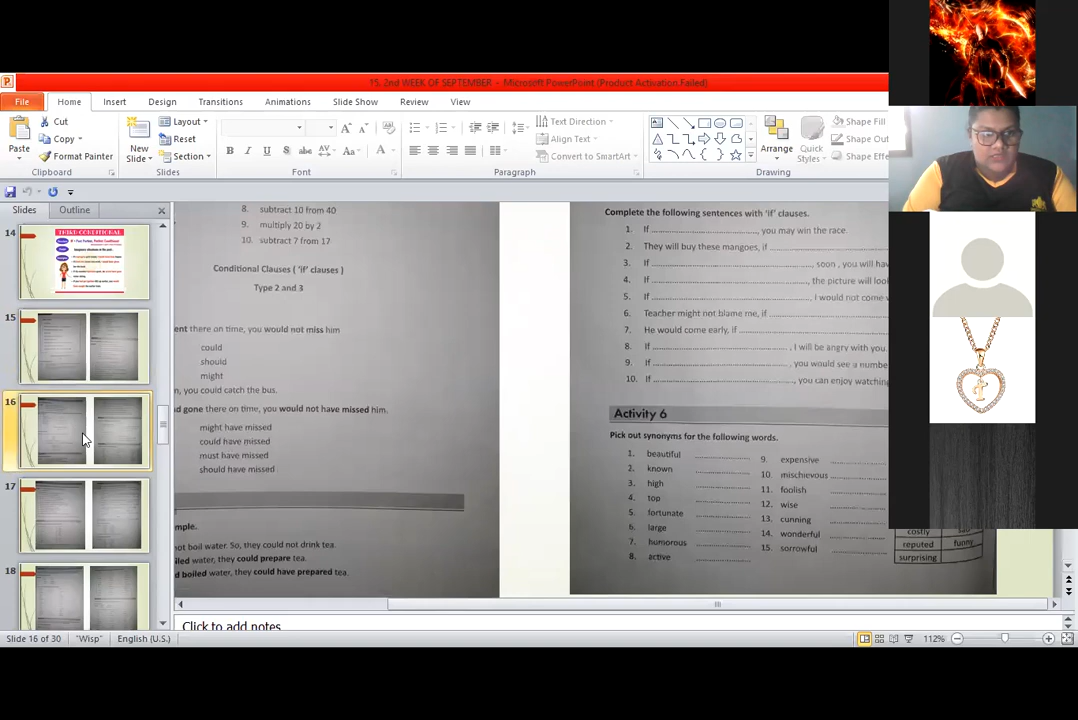 15. 2nd WEEK OF SEPTEMBER - Microsoft PowerPoint (Product Activation Failed)
File Home Insert Design Transitions Animations Slide Show Review View
Paste
Cut
Copy
Format Painter
Clipboard
New Slide
Layout
Reset
Section
Slides
B I U S abc AV Aa A
Font
Text Direction
Align Text
Convert to SmartArt
Paragraph
Arrange
Quick Styles
Shape Fill
Shape Effe
Drawing
Slides Outline
14
THIRD CONDITIONAL
15
16
17
18
8. subtract 10 from 40
9. multiply 20 by 2
10. subtract 7 from 17
Conditional Clauses ( 'if' clauses )
Type 2 and 3
ent there on time, you would not miss him
could
should
might
n, you could catch the bus.
d gone there on time, you would not have missed him.
might have missed
could have missed
must have missed
should have missed
mple.
not boil water. So, they could not drink tea.
iled water, they could prepare tea.
d boiled water, they could have prepared tea.
Complete the following sentences with 'if' clauses.
1. If ........................, you may win the race.
2. They will buy these mangoes, if ........................
3. If ........................, soon , you will hav
4. If ........................, the picture will look
5. If ........................, I would not come
6. Teacher might not blame me, if ........................
7. He would come early, if ........................
8. If ........................, I will be angry with you.
9. If ........................, you would see a numbe
10. If ........................, you can enjoy watching
Activity 6
Pick out synonyms for the following words.
1. beautiful ............
2. known ............
3. high ............
4. top ............
5. fortunate ............
6. large ............
7. humorous ............
8. active ............
9. expensive ............
10. mischievous ............
11. foolish ............
12. wise ............
13. cunning ............
14. wonderful ............
15. sorrowful ............
costly
reputed funny
surprising
Click to add notes
Slide 16 of 30 "Wisp" English (U.S.) 112%